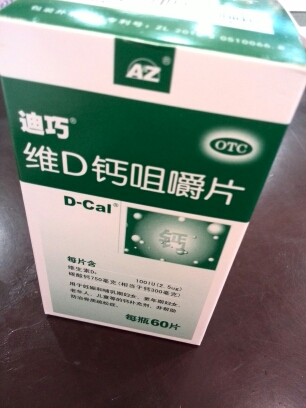 AZ
迪巧®
维D钙咀嚼片
OTC
D-Cal®
钙
每片含
维生素D₃ 100IU(2.5ug)
碳酸钙750毫克(相当于钙300毫克)
用于妊娠和哺乳期妇女、更年期妇女、
老年人、儿童等的钙补充剂，并帮助
防治骨质疏松症。
每瓶60片